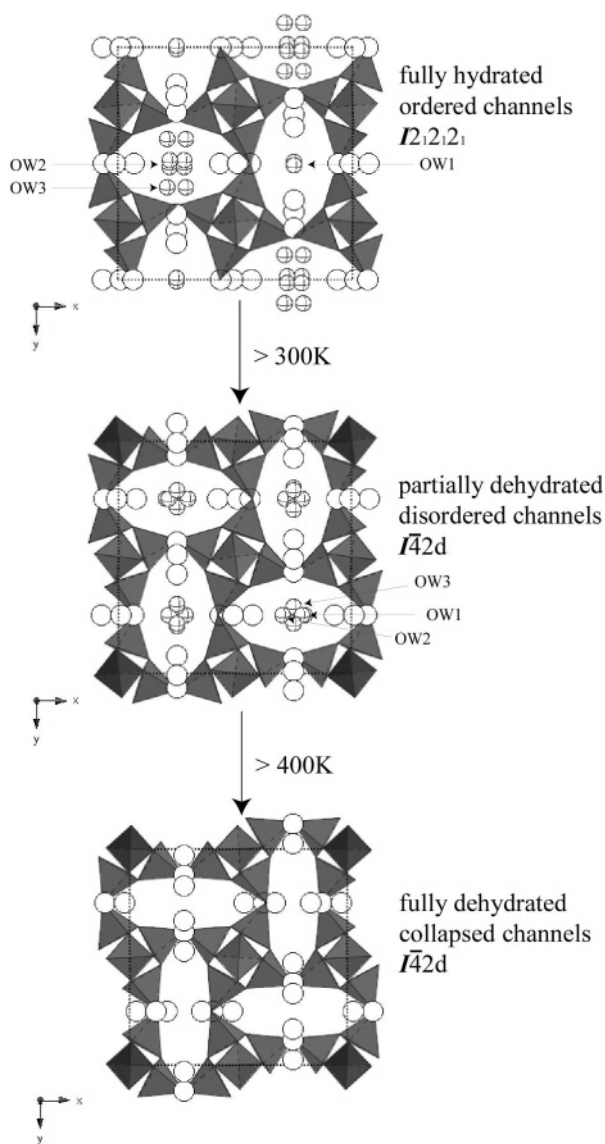 fully hydrated
ordered channels
I2₁2₁2₁
OW2
OW3
OW1
x
y
> 300K
partially dehydrated
disordered channels
I4̅2d
OW3
OW1
OW2
x
y
> 400K
fully dehydrated
collapsed channels
I4̅2d
x
y